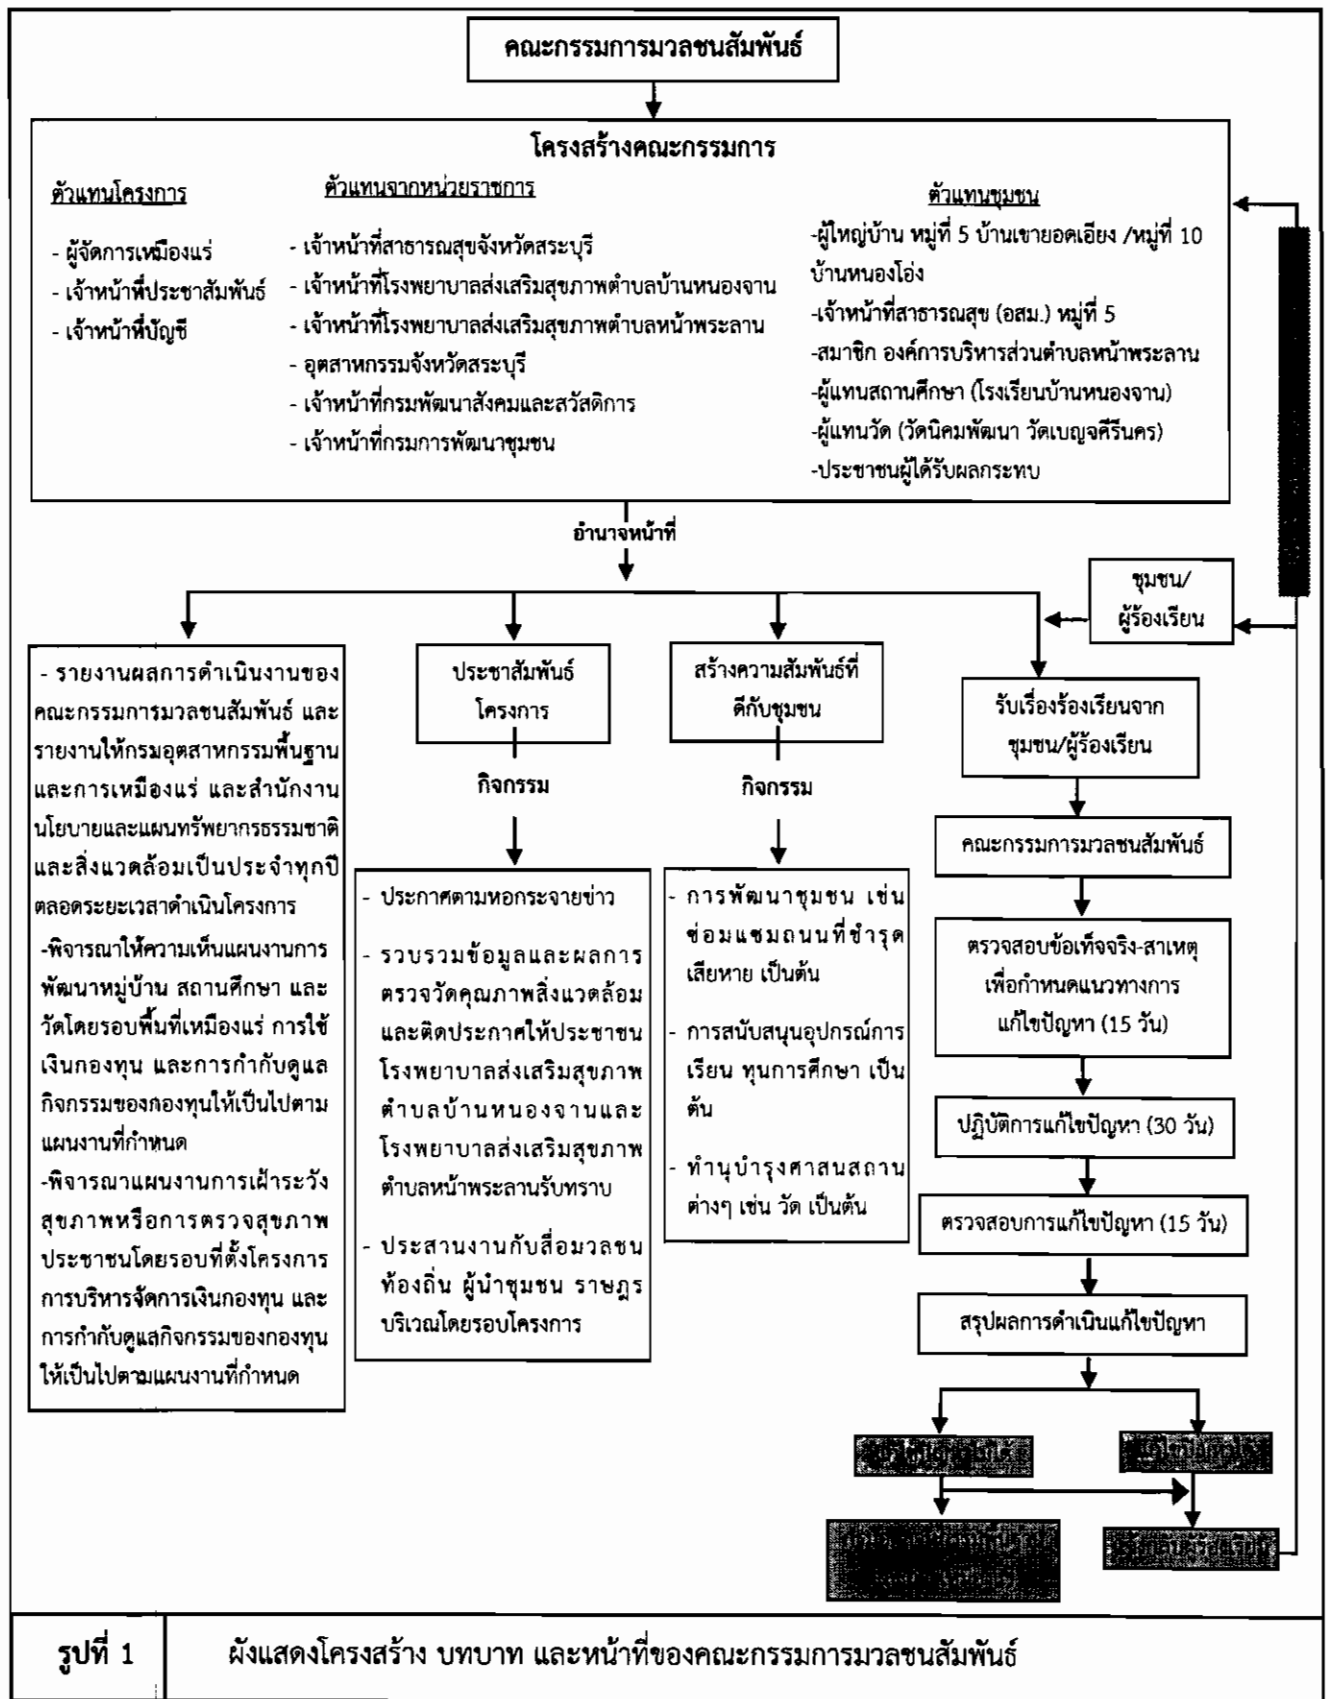 คณะกรรมการมวลชนสัมพันธ์
โครงสร้างคณะกรรมการ
ตัวแทนโครงการ
- ผู้จัดการเหมืองแร่
- เจ้าหน้าที่ประชาสัมพันธ์
- เจ้าหน้าที่บัญชี
ตัวแทนจากหน่วยราชการ
- เจ้าหน้าที่สาธารณสุขจังหวัดสระบุรี
- เจ้าหน้าที่โรงพยาบาลส่งเสริมสุขภาพตำบลบ้านหนองจาน
- เจ้าหน้าที่โรงพยาบาลส่งเสริมสุขภาพตำบลหน้าพระลาน
- อุตสาหกรรมจังหวัดสระบุรี
- เจ้าหน้าที่กรมพัฒนาสังคมและสวัสดิการ
- เจ้าหน้าที่กรมการพัฒนาชุมชน
ตัวแทนชุมชน
-ผู้ใหญ่บ้าน หมู่ที่ 5 บ้านเขายอดเอียง /หมู่ที่ 10
บ้านหนองโอ่ง
-เจ้าหน้าที่สาธารณสุข (อสม.) หมู่ที่ 5
-สมาชิก องค์การบริหารส่วนตำบลหน้าพระลาน
-ผู้แทนสถานศึกษา (โรงเรียนบ้านหนองจาน)
-ผู้แทนวัด (วัดนิคมพัฒนา วัดเบญจคีรีนคร)
-ประชาชนผู้ได้รับผลกระทบ
อำนาจหน้าที่
ชุมชน/
ผู้ร้องเรียน
- รายงานผลการดำเนินงานของ
คณะกรรมการมวลชนสัมพันธ์ และ
รายงานให้กรมอุตสาหกรรมพื้นฐาน
และการเหมืองแร่ และสำนักงาน
นโยบายและแผนทรัพยากรธรรมชาติ
และสิ่งแวดล้อมเป็นประจำทุกปี
ตลอดระยะเวลาดำเนินโครงการ
-พิจารณาให้ความเห็นแผนงานการ
พัฒนาหมู่บ้าน สถานศึกษา และ
วัดโดยรอบพื้นที่เหมืองแร่ การใช้
เงินกองทุน และการกำกับดูแล
กิจกรรมของกองทุนให้เป็นไปตาม
แผนงานที่กำหนด
-พิจารณาแผนงานการเฝ้าระวัง
สุขภาพหรือการตรวจสุขภาพ
ประชาชนโดยรอบที่ตั้งโครงการ
การบริหารจัดการเงินกองทุน และ
การกำกับดูแลกิจกรรมของกองทุน
ให้เป็นไปตามแผนงานที่กำหนด
ประชาสัมพันธ์
โครงการ
กิจกรรม
- ประกาศตามหอกระจายข่าว
- รวบรวมข้อมูลและผลการ
ตรวจวัดคุณภาพสิ่งแวดล้อม
และติดประกาศให้ประชาชน
โรงพยาบาลส่งเสริมสุขภาพ
ตำบลบ้านหนองจานและ
โรงพยาบาลส่งเสริมสุขภาพ
ตำบลหน้าพระลานรับทราบ
- ประสานงานกับสื่อมวลชน
ท้องถิ่น ผู้นำชุมชน ราษฎร
บริเวณโดยรอบโครงการ
สร้างความสัมพันธ์ที่
ดีกับชุมชน
กิจกรรม
- การพัฒนาชุมชน เช่น
ซ่อมแซมถนนที่ชำรุด
เสียหาย เป็นต้น
- การสนับสนุนอุปกรณ์การ
เรียน ทุนการศึกษา เป็น
ต้น
- ทำนุบำรุงศาสนสถาน
ต่างๆ เช่น วัด เป็นต้น
รับเรื่องร้องเรียนจาก
ชุมชน/ผู้ร้องเรียน
คณะกรรมการมวลชนสัมพันธ์
ตรวจสอบข้อเท็จจริง-สาเหตุ
เพื่อกำหนดแนวทางการ
แก้ไขปัญหา (15 วัน)
ปฏิบัติการแก้ไขปัญหา (30 วัน)
ตรวจสอบการแก้ไขปัญหา (15 วัน)
สรุปผลการดำเนินแก้ไขปัญหา
รูปที่ 1
ผังแสดงโครงสร้าง บทบาท และหน้าที่ของคณะกรรมการมวลชนสัมพันธ์